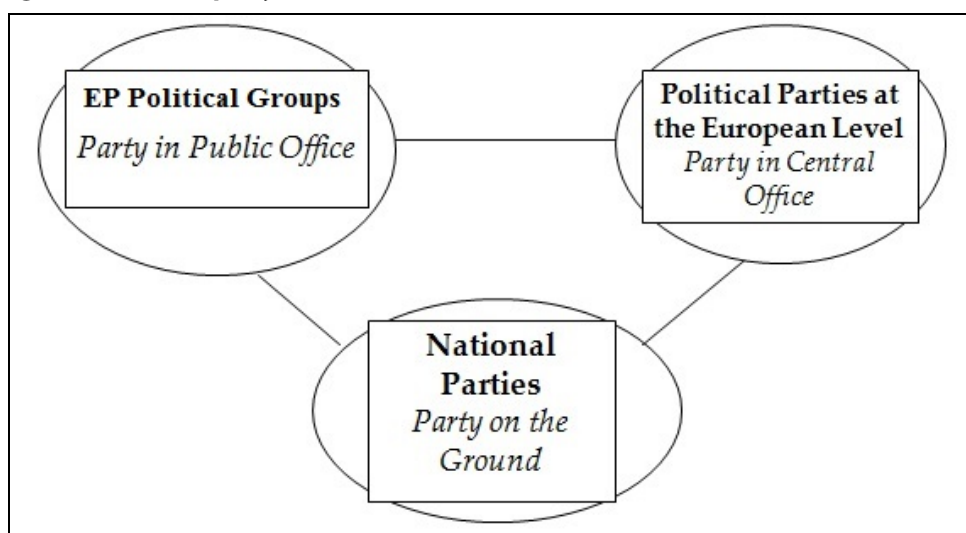 EP Political Groups
Party in Public Office
Political Parties at
the European Level
Party in Central
Office
National
Parties
Party on the
Ground